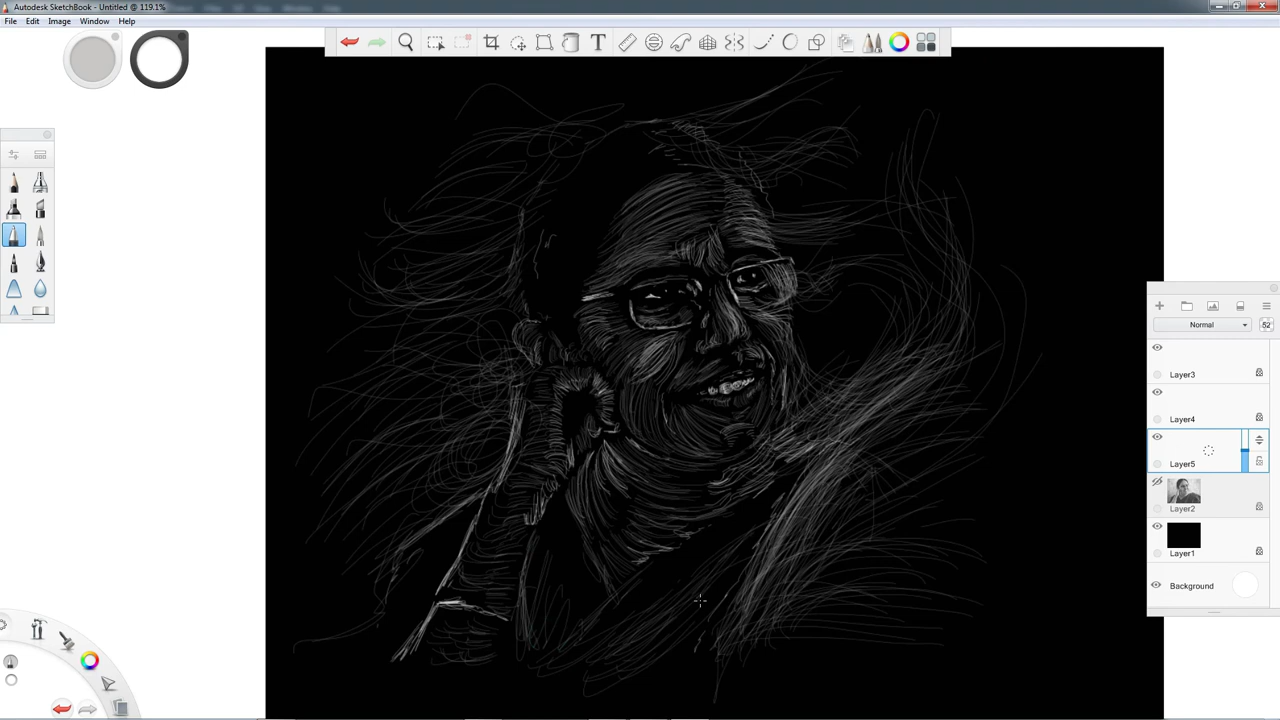 Autodesk SketchBook - Untitled @ 119.1%
File Edit Image Window Help
Normal
52
Layer3
Layer4
Layer5
Layer2
Layer1
Background